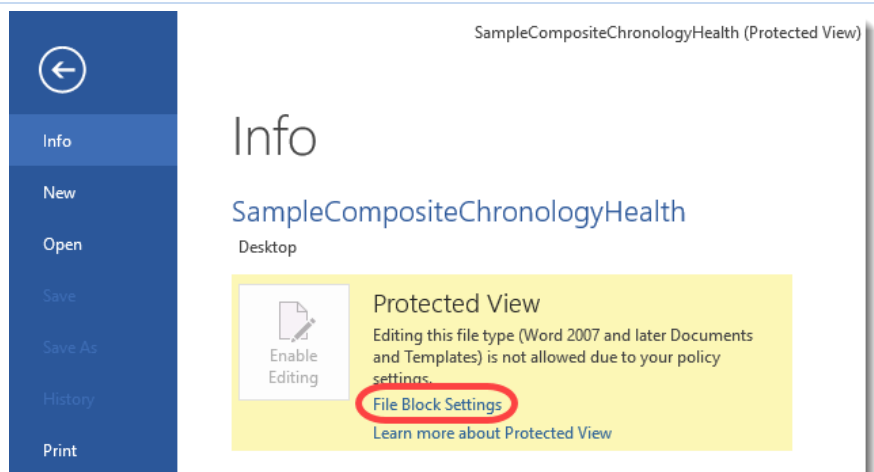 SampleCompositeChronologyHealth (Protected View)
Info
New
Open
Save
Save As
History
Print
Info
SampleCompositeChronologyHealth
Desktop
Enable
Editing
Protected View
Editing this file type (Word 2007 and later Documents
and Templates) is not allowed due to your policy
settings.
File Block Settings
Learn more about Protected View